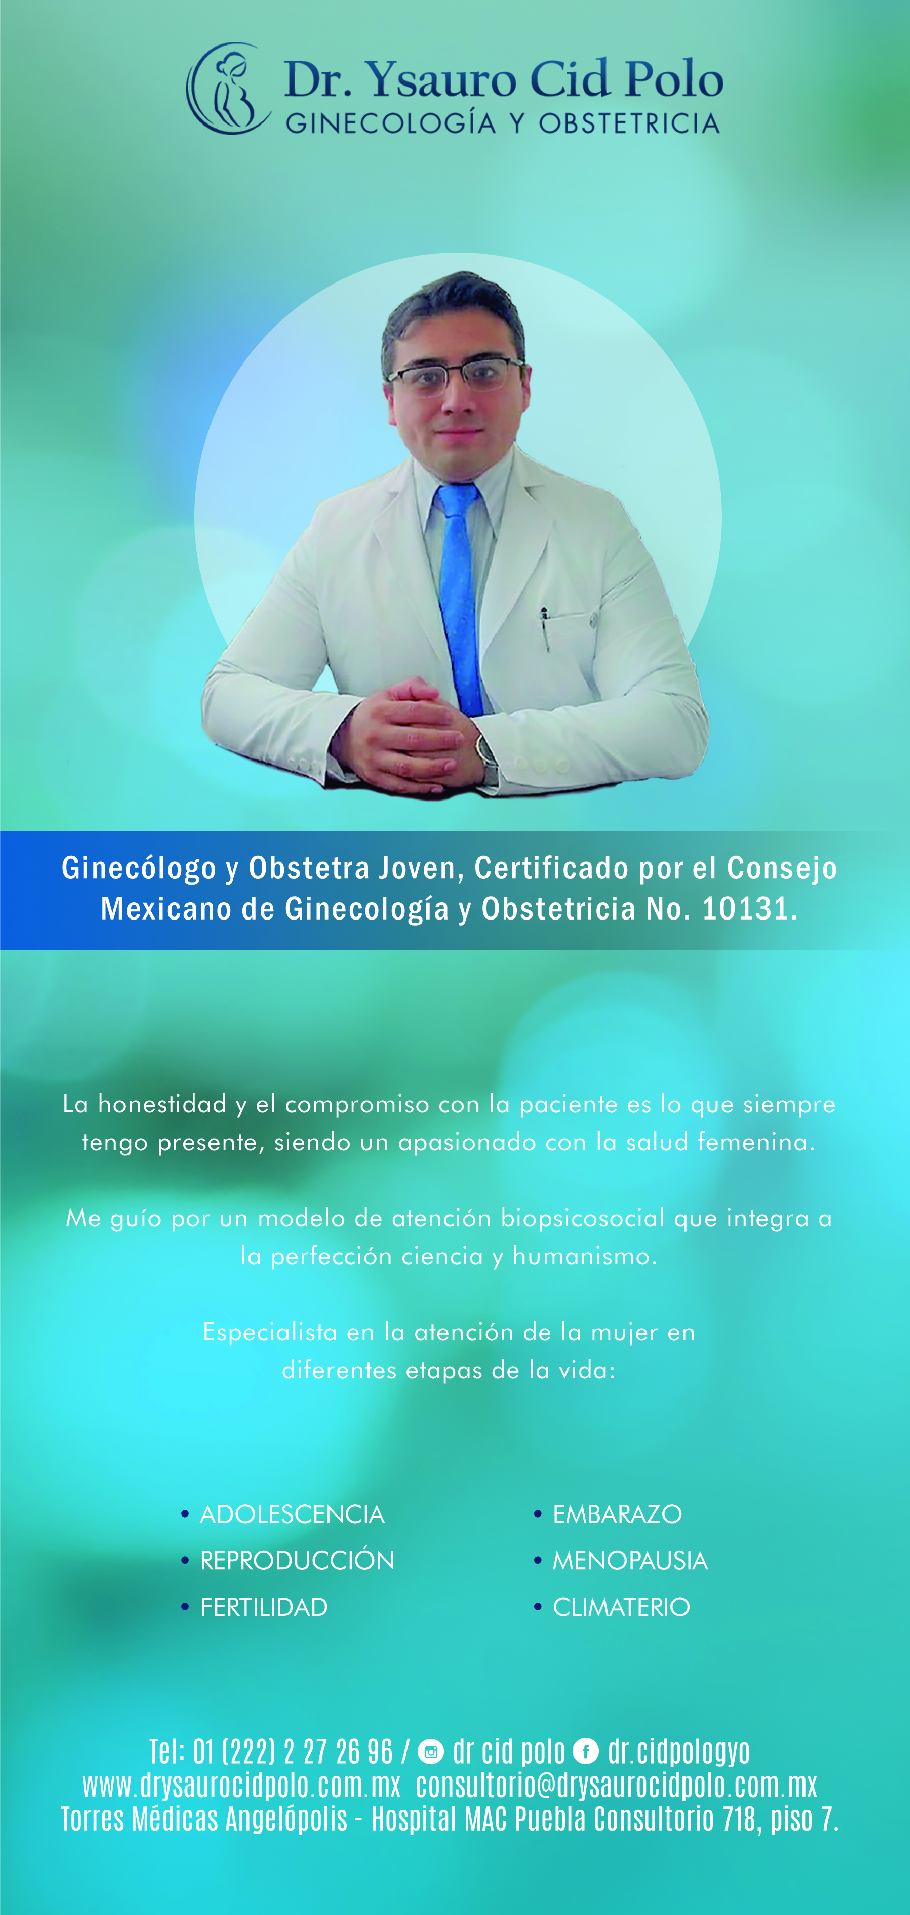 Dr. Ysauro Cid Polo
GINECOLOGÍA Y OBSTETRICIA
Ginecólogo y Obstetra Joven, Certificado por el Consejo
Mexicano de Ginecología y Obstetricia No. 10131.
La honestidad y el compromiso con la paciente es lo que siempre
tengo presente, siendo un apasionado con la salud femenina.
Me guío por un modelo de atención biopsicosocial que integra a
la perfección ciencia y humanismo.
Especialista en la atención de la mujer en
diferentes etapas de la vida:
• ADOLESCENCIA
• REPRODUCCIÓN
• FERTILIDAD
• EMBARAZO
• MENOPAUSIA
• CLIMATERIO
Tel: 01 (222) 2 27 26 96 / dr cid polo f dr.cidpologyo
www.drysaurocidpolo.com.mx consultorio@drysaurocidpolo.com.mx
Torres Médicas Angelópolis - Hospital MAC Puebla Consultorio 718, piso 7.